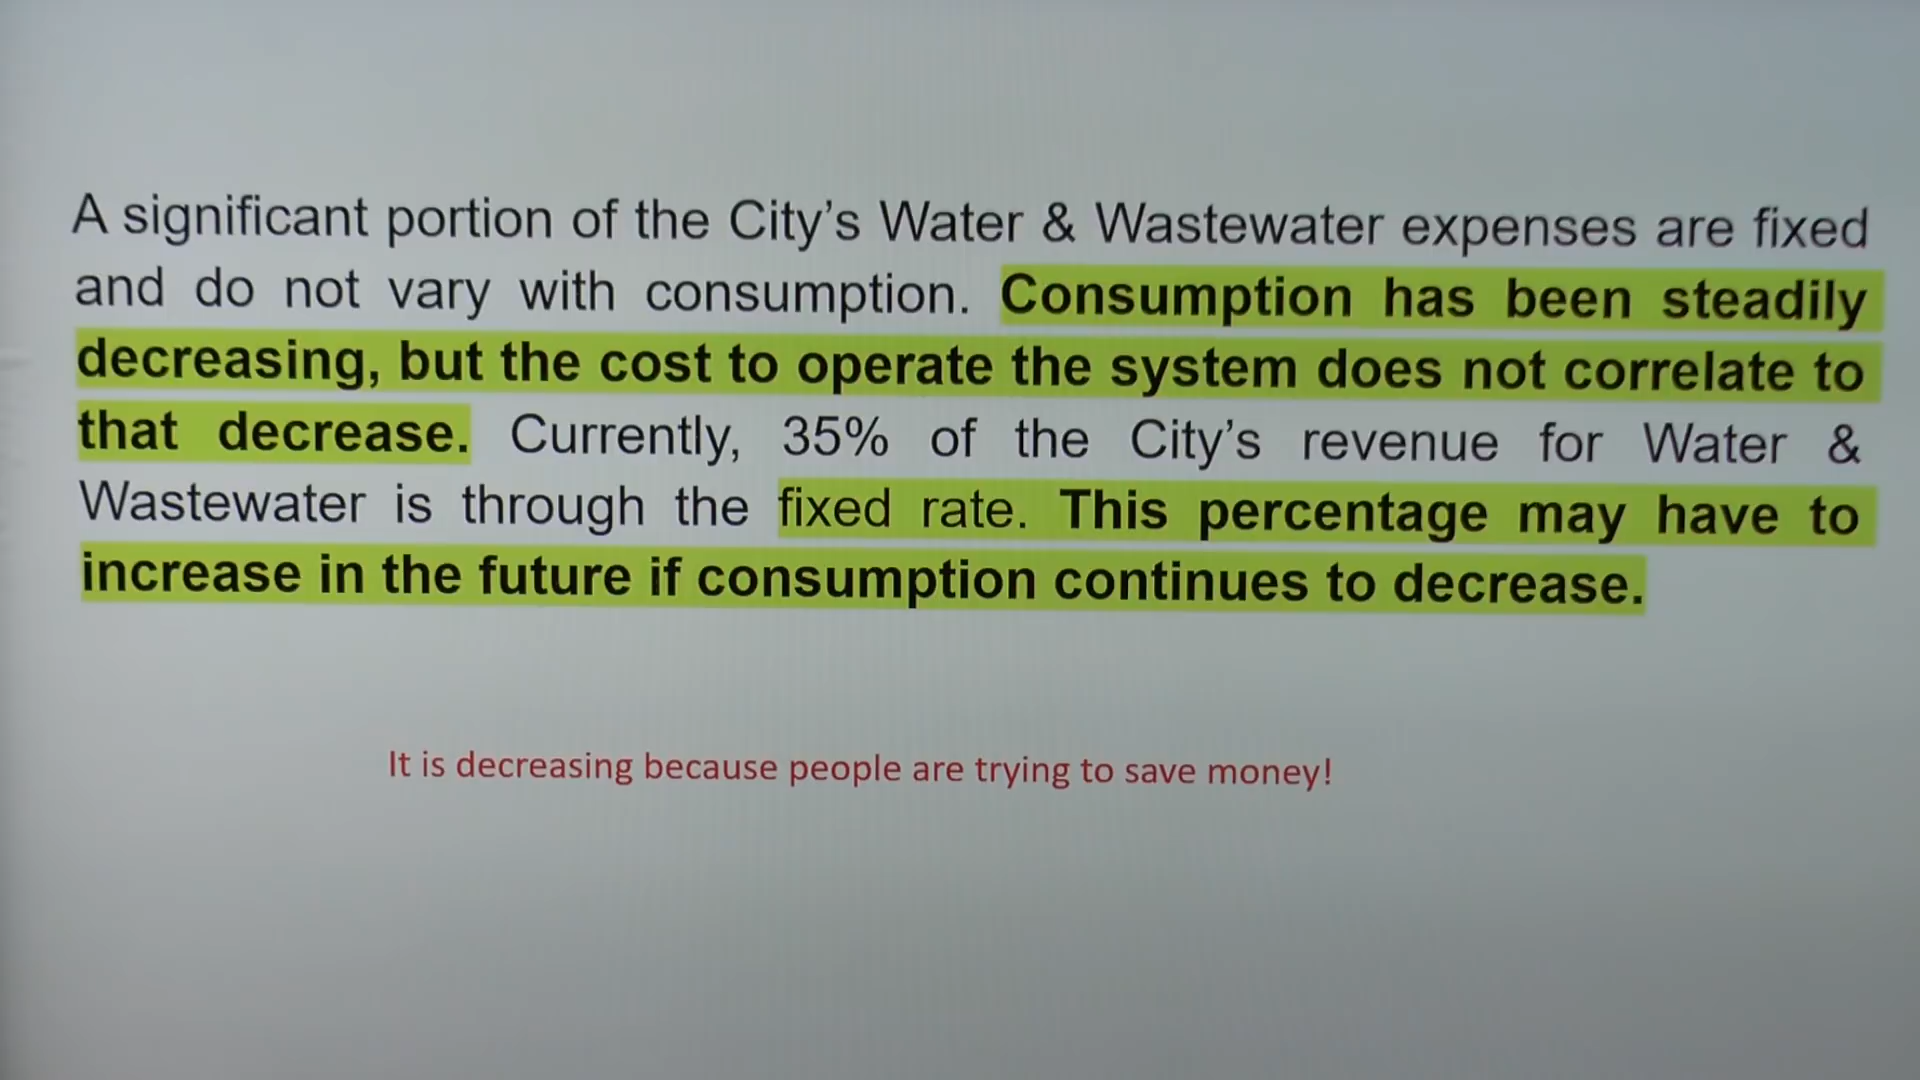 A significant portion of the City’s Water & Wastewater expenses are fixed
and do not vary with consumption. Consumption has been steadily
decreasing, but the cost to operate the system does not correlate to
that decrease. Currently, 35% of the City’s revenue for Water &
Wastewater is through the fixed rate. This percentage may have to
increase in the future if consumption continues to decrease.
It is decreasing because people are trying to save money!